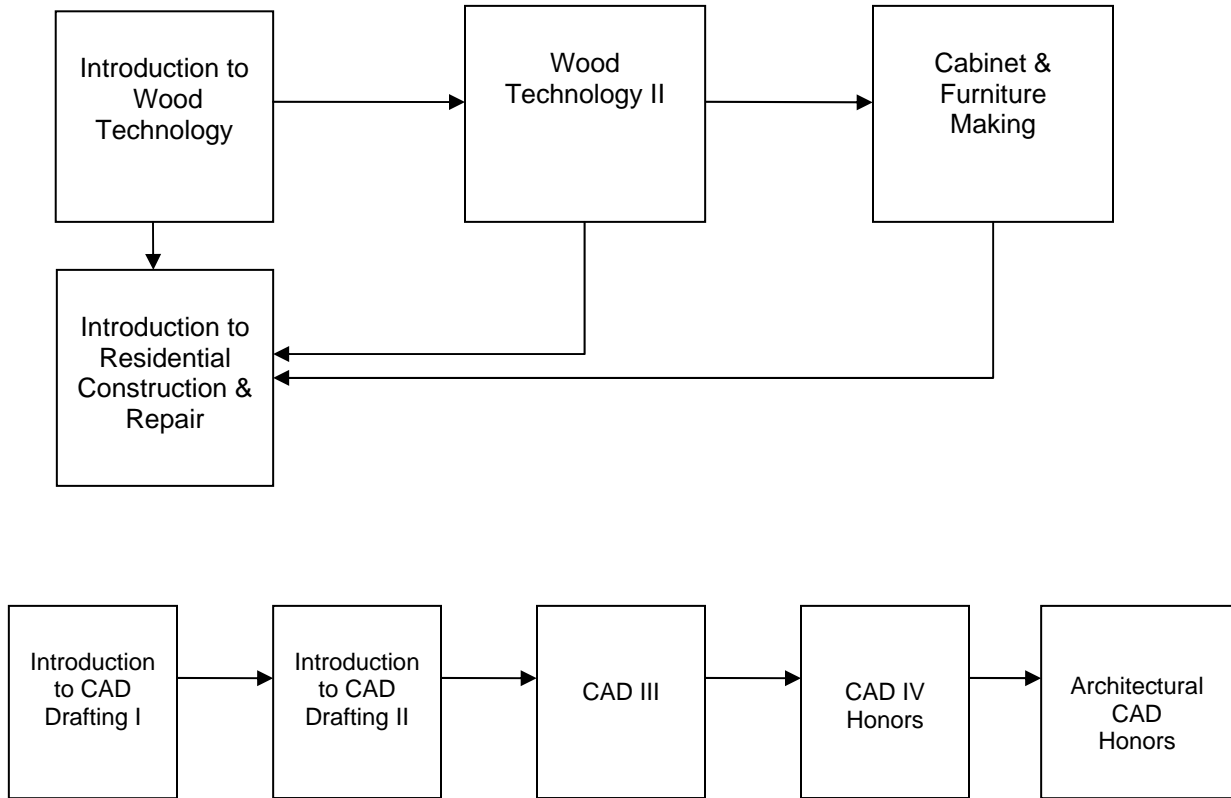 Introduction to
Wood
Technology
Wood
Technology II
Cabinet &
Furniture
Making
Introduction to
Residential
Construction &
Repair
Introduction
to CAD
Drafting I
Introduction
to CAD
Drafting II
CAD III
CAD IV
Honors
Architectural
CAD
Honors